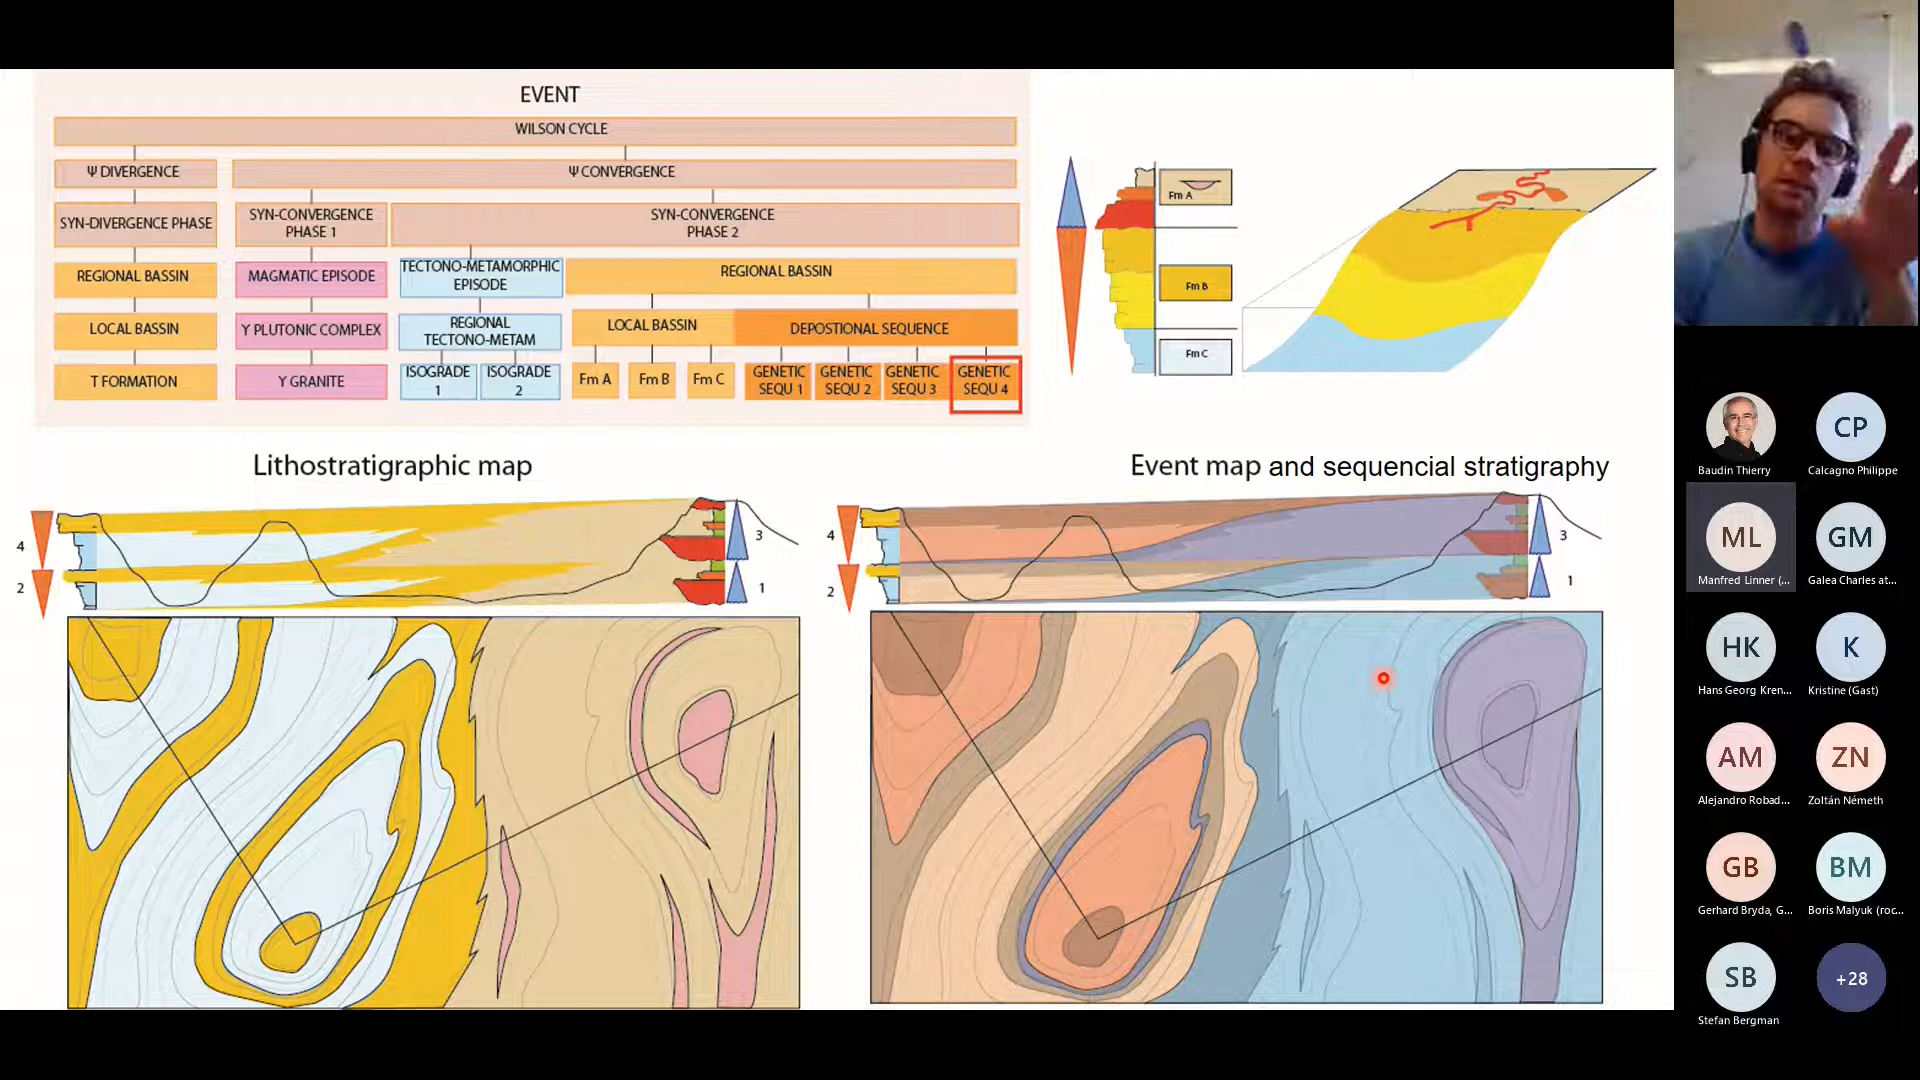 EVENT
WILSON CYCLE
Ψ DIVERGENCE
Ψ CONVERGENCE
SYN-DIVERGENCE PHASE
SYN-CONVERGENCE
PHASE 1
SYN-CONVERGENCE
PHASE 2
REGIONAL BASSIN
MAGMATIC EPISODE
TECTONO-METAMORPHIC
EPISODE
REGIONAL BASSIN
LOCAL BASSIN
Y PLUTONIC COMPLEX
REGIONAL
TECTONO-METAM
LOCAL BASSIN
DEPOSTIONAL SEQUENCE
T FORMATION
Y GRANITE
ISOGRADE
1
ISOGRADE
2
Fm A
Fm B
Fm C
GENETIC
SEQU 1
GENETIC
SEQU 2
GENETIC
SEQU 3
GENETIC
SEQU 4
Fm A
Fm B
Fm C
Lithostratigraphic map
4
2
3
1
Event map and sequencial stratigraphy
4
2
3
1
Baudin Thierry
CP
Calcagno Philippe
ML
Manfred Linner (...
GM
Galea Charles at...
HK
Hans Georg Kren...
K
Kristine (Gast)
AM
Alejandro Robad...
ZN
Zoltán Németh
GB
Gerhard Bryda, G...
BM
Boris Malyuk (roc...
SB
Stefan Bergman
+28